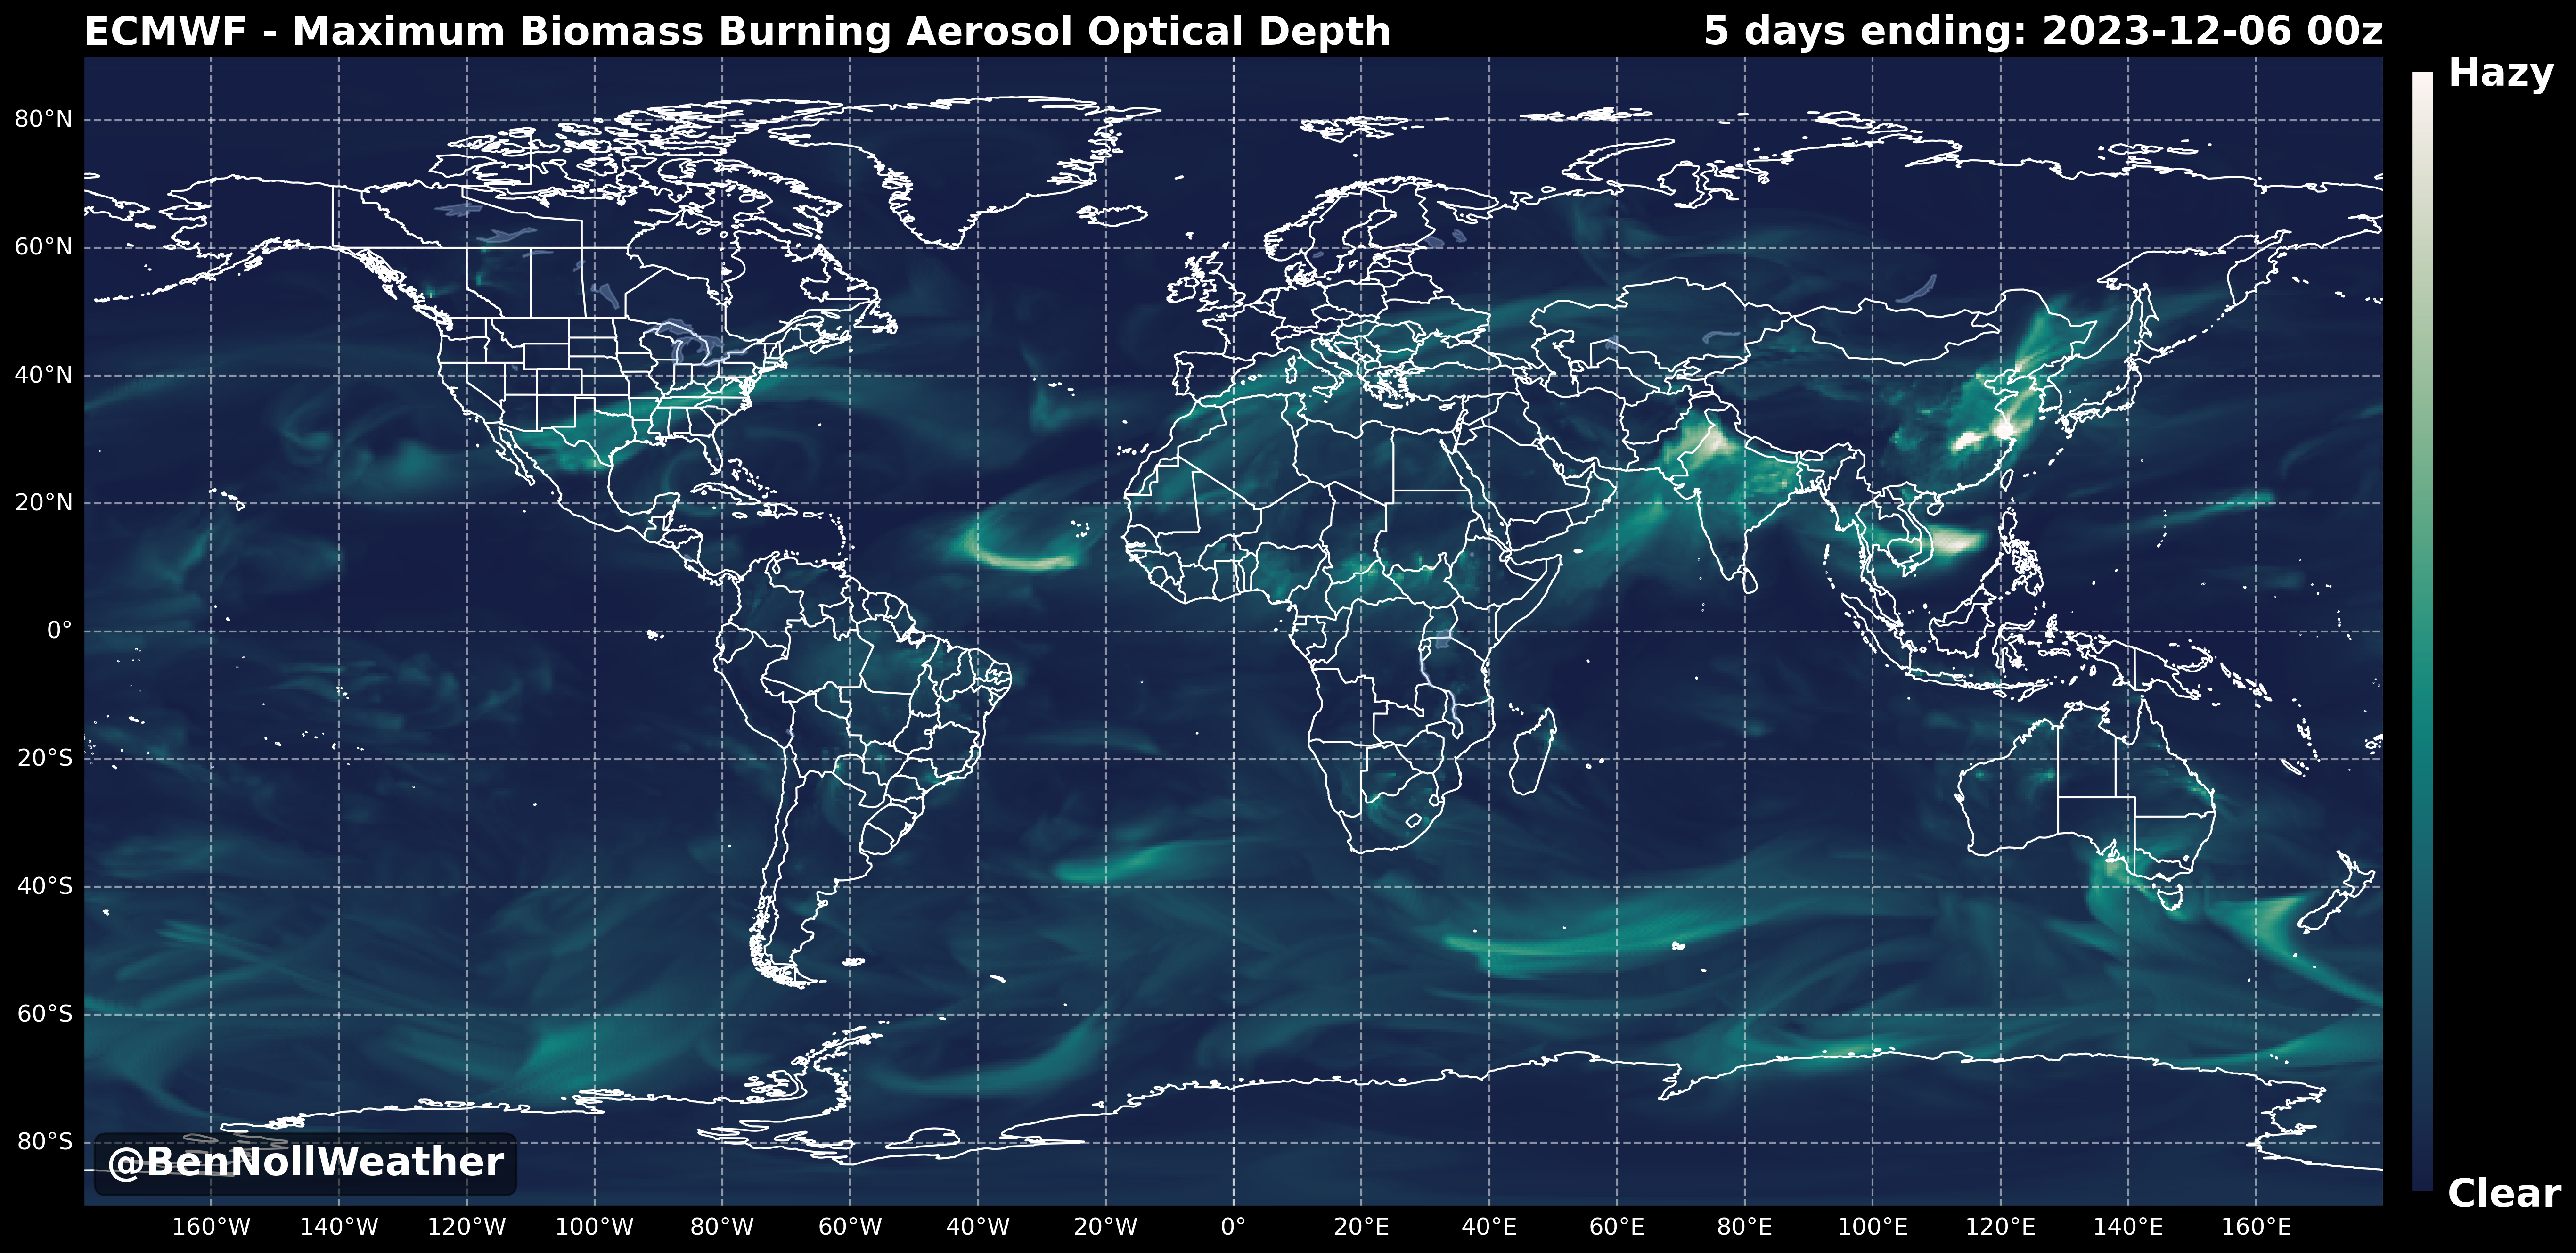 ECMWF - Maximum Biomass Burning Aerosol Optical Depth
5 days ending: 2023-12-06 00z
Hazy
80°N
60°N
40°N
20°N
0°
20°S
40°S
60°S
80°S
@BenNollWeather
Clear
160°W 140°W 120°W 100°W 80°W 60°W 40°W 20°W 0° 20°E 40°E 60°E 80°E 100°E 120°E 140°E 160°E